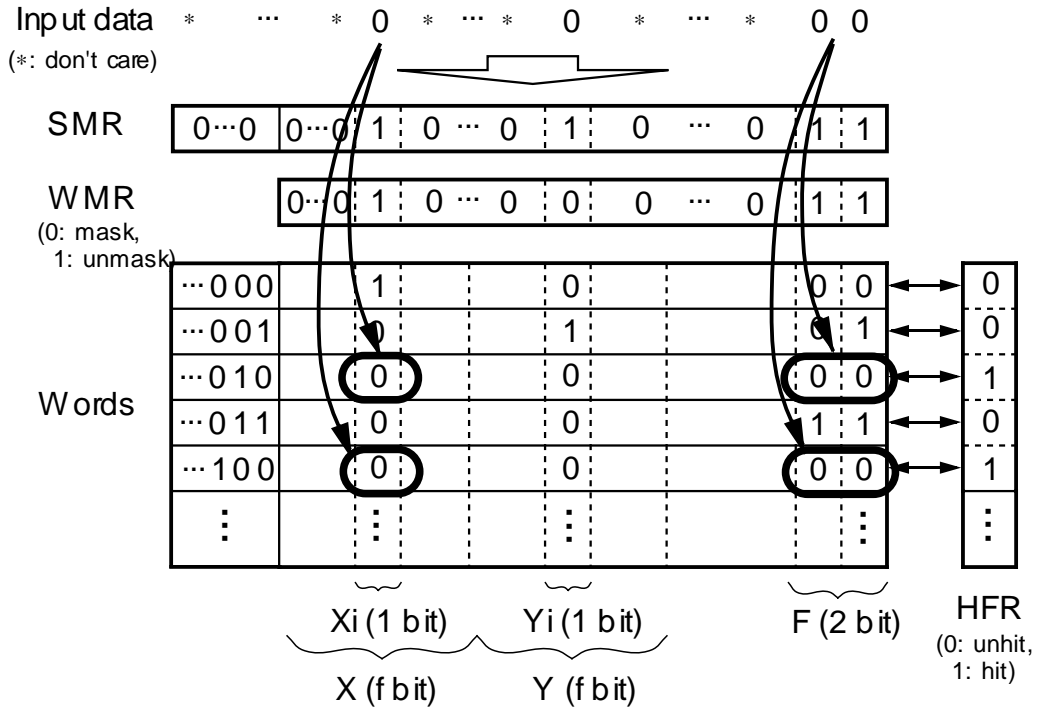 Input data * ··· * 0 * ··· * 0 * ··· * 0 0
(*: don't care)
SMR 0···0 0···0 1 0 ··· 0 1 0 ··· 0 1 1
WMR 0···0 1 0 ··· 0 0 0 ··· 0 1 1
(0: mask,
1: unmask)
···000 1 0 0 0 0
···001 0 1 0 1 0
···010 0 0 0 0 1
Words ···011 0 0 1 1 0
···100 0 0 0 0 1
⋮ ⋮ ⋮ ⋮ ⋮
Xi (1 bit) Yi (1 bit) F (2 bit) HFR
(0: unhit,
1: hit)
X (f bit) Y (f bit)